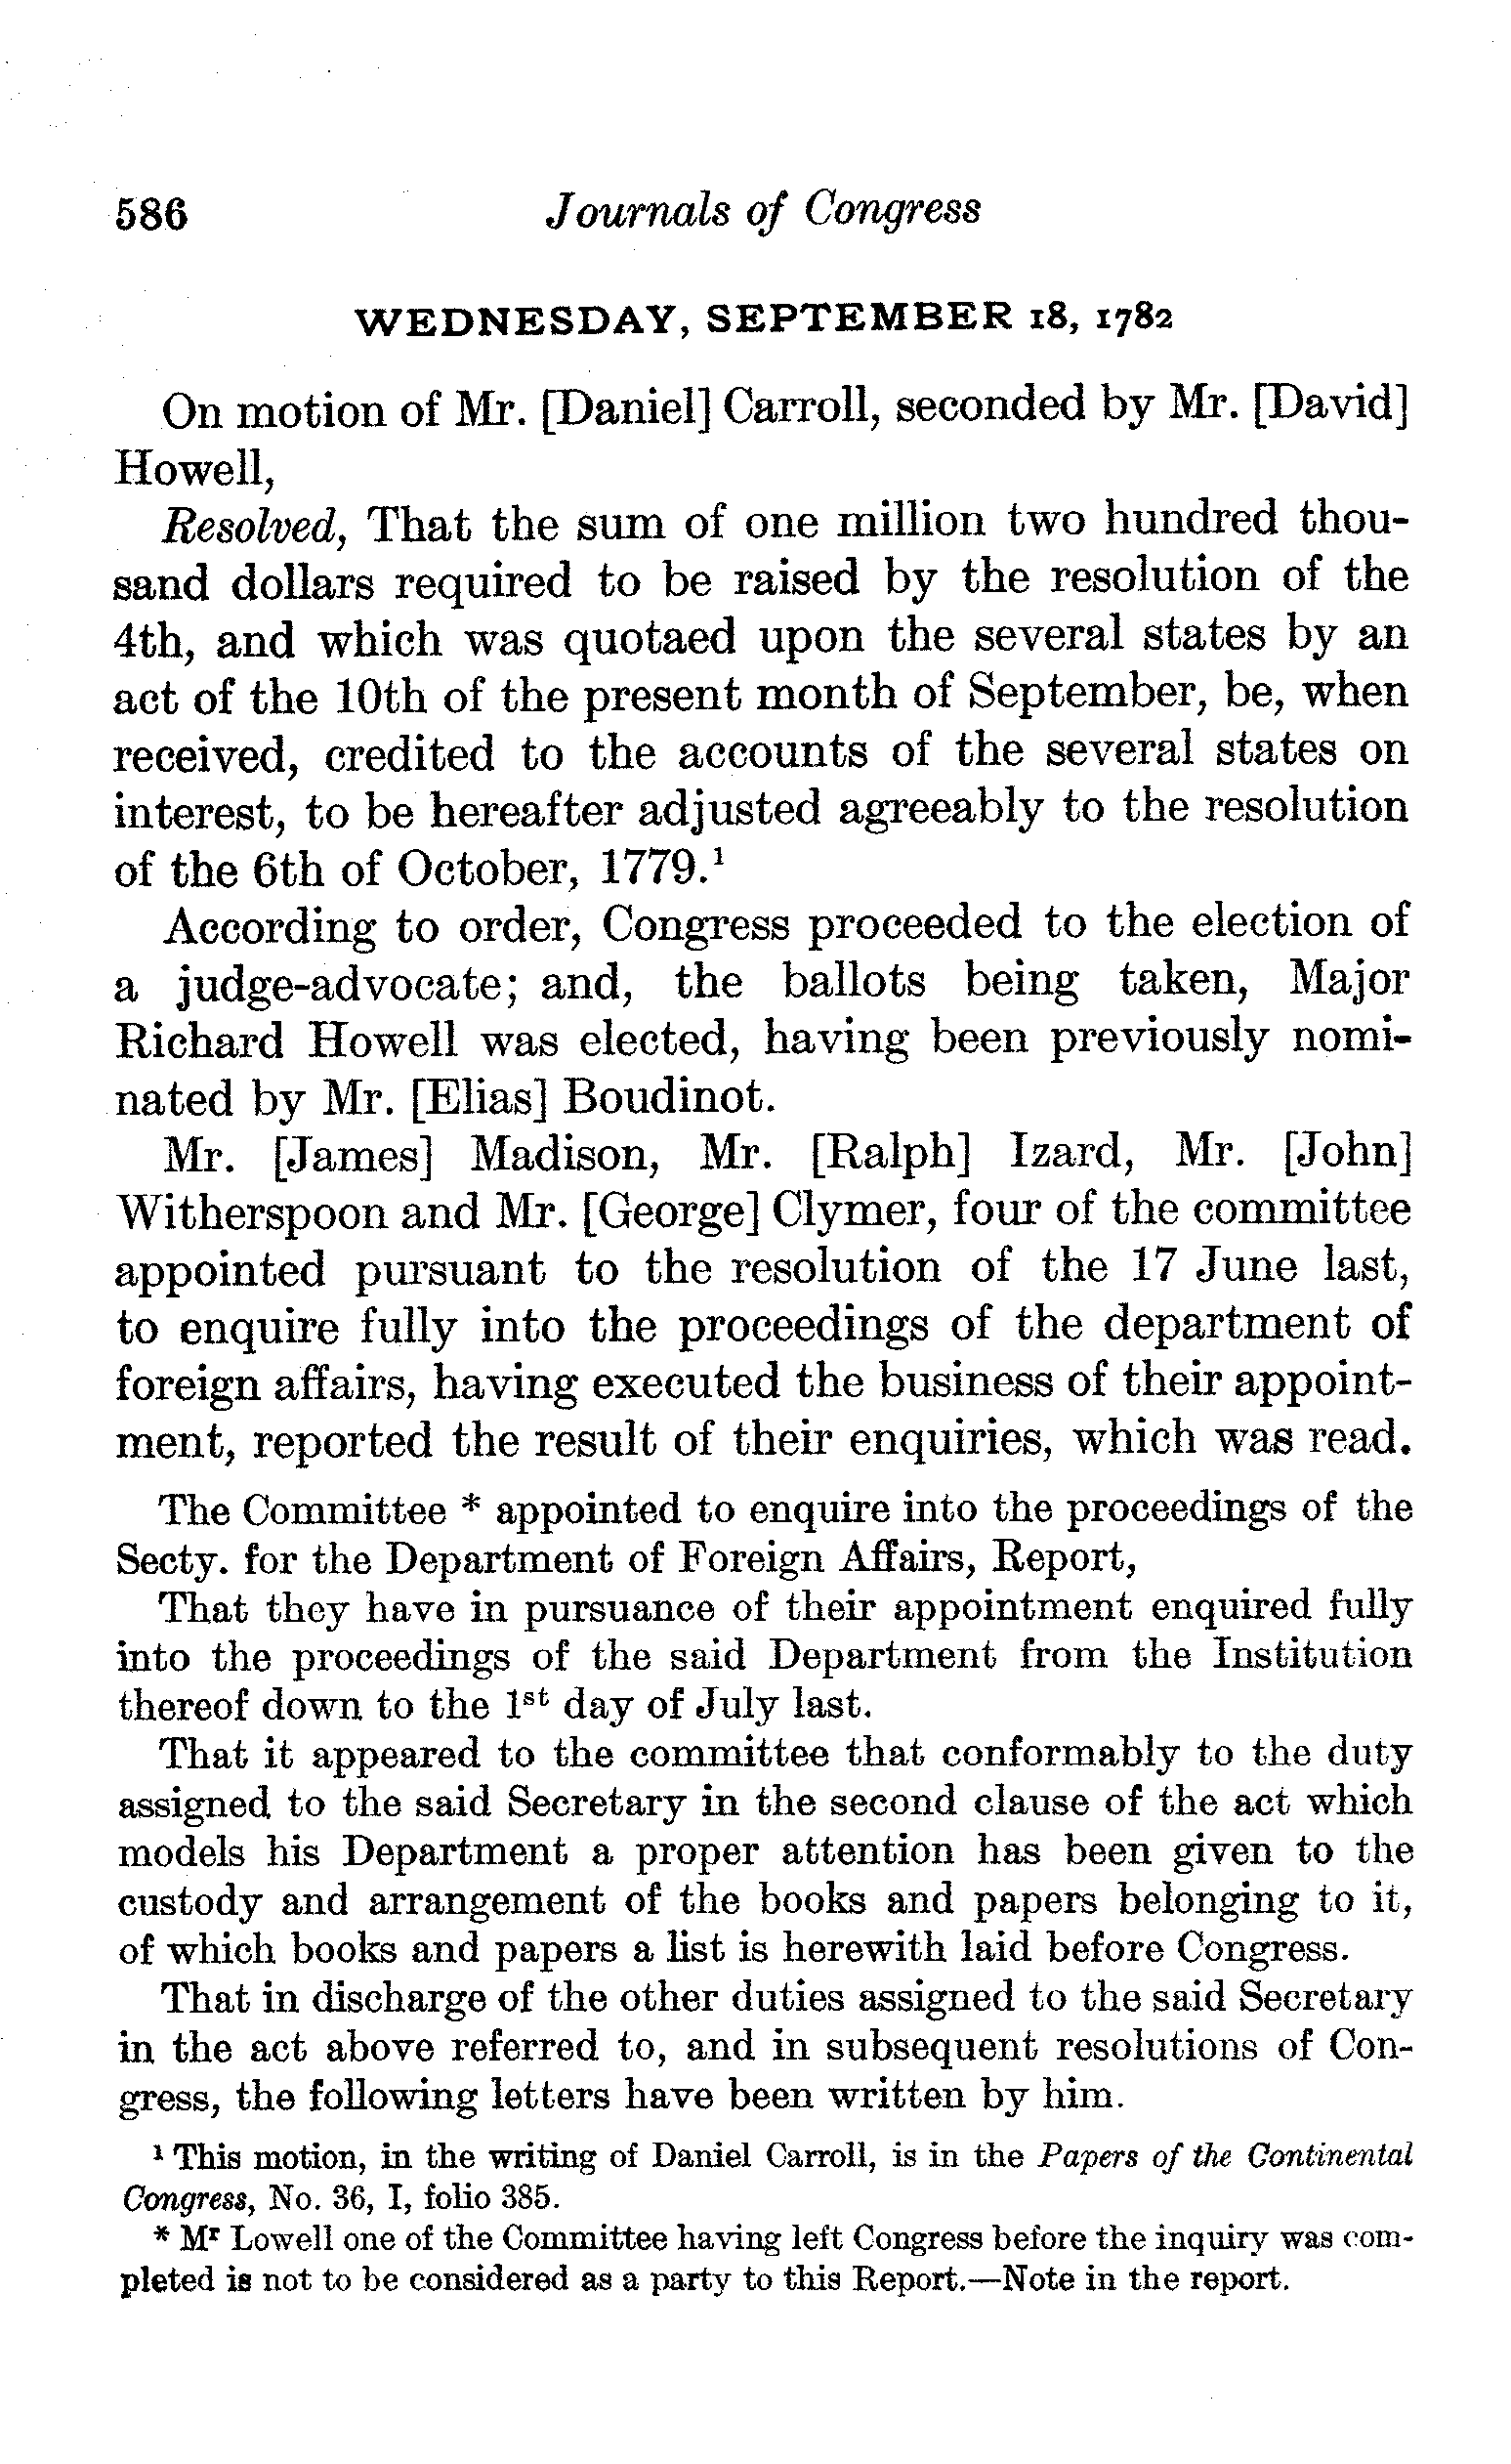 586 Journals of Congress
WEDNESDAY, SEPTEMBER 18, 1782
On motion of Mr. [Daniel] Carroll, seconded by Mr. [David]
Howell,
Resolved, That the sum of one million two hundred thou-
sand dollars required to be raised by the resolution of the
4th, and which was quotaed upon the several states by an
act of the 10th of the present month of September, be, when
received, credited to the accounts of the several states on
interest, to be hereafter adjusted agreeably to the resolution
of the 6th of October, 1779.¹
According to order, Congress proceeded to the election of
a judge-advocate; and, the ballots being taken, Major
Richard Howell was elected, having been previously nomi-
nated by Mr. [Elias] Boudinot.
Mr. [James] Madison, Mr. [Ralph] Izard, Mr. [John]
Witherspoon and Mr. [George] Clymer, four of the committee
appointed pursuant to the resolution of the 17 June last,
to enquire fully into the proceedings of the department of
foreign affairs, having executed the business of their appoint-
ment, reported the result of their enquiries, which was read.
The Committee * appointed to enquire into the proceedings of the
Secty. for the Department of Foreign Affairs, Report,
That they have in pursuance of their appointment enquired fully
into the proceedings of the said Department from the Institution
thereof down to the 1st day of July last.
That it appeared to the committee that conformably to the duty
assigned to the said Secretary in the second clause of the act which
models his Department a proper attention has been given to the
custody and arrangement of the books and papers belonging to it,
of which books and papers a list is herewith laid before Congress.
That in discharge of the other duties assigned to the said Secretary
in the act above referred to, and in subsequent resolutions of Con-
gress, the following letters have been written by him.
¹ This motion, in the writing of Daniel Carroll, is in the Papers of the Continental
Congress, No. 36, I, folio 385.
* Mr Lowell one of the Committee having left Congress before the inquiry was com-
pleted is not to be considered as a party to this Report.—Note in the report.